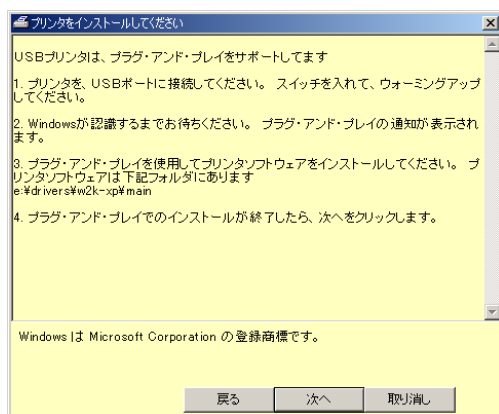 プリンタをインストールしてください
USBプリンタは、プラグ・アンド・プレイをサポートしてます
1. プリンタを、USBポートに接続してください。 スイッチを入れて、ウォーミングアップ
してください。
2. Windowsが認識するまでお待ちください。 プラグ・アンド・プレイの通知が表示され
ます。
3. プラグ・アンド・プレイを使用してプリンタソフトウェアをインストールしてください。 プ
リンタソフトウェアは下記フォルダにあります
e:¥drivers¥w2k-xp¥main
4. プラグ・アンド・プレイでのインストールが終了したら、次へをクリックします。
Windows は Microsoft Corporation の登録商標です。
戻る 次へ 取り消し